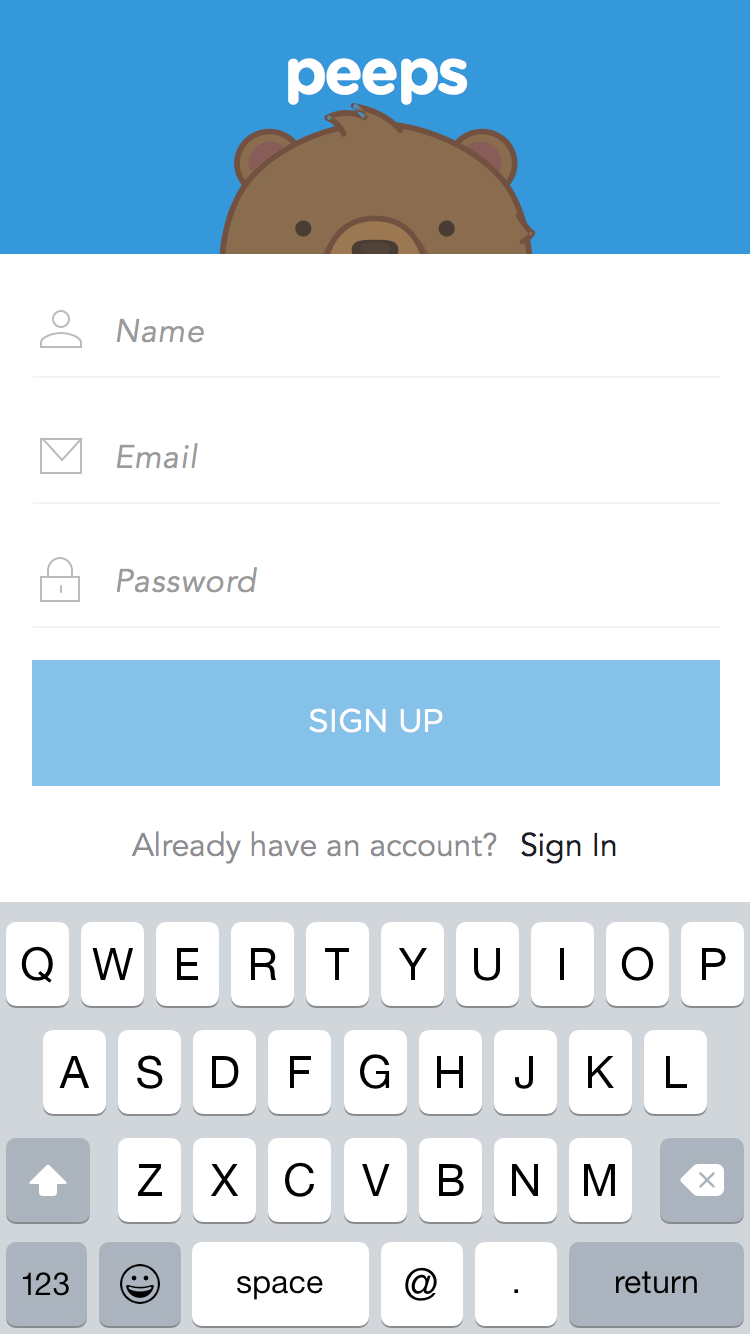 peeps
Name
Email
Password
SIGN UP
Already have an account? Sign In
Q W E R T Y U I O P
A S D F G H J K L
Z X C V B N M
123 space @ . return